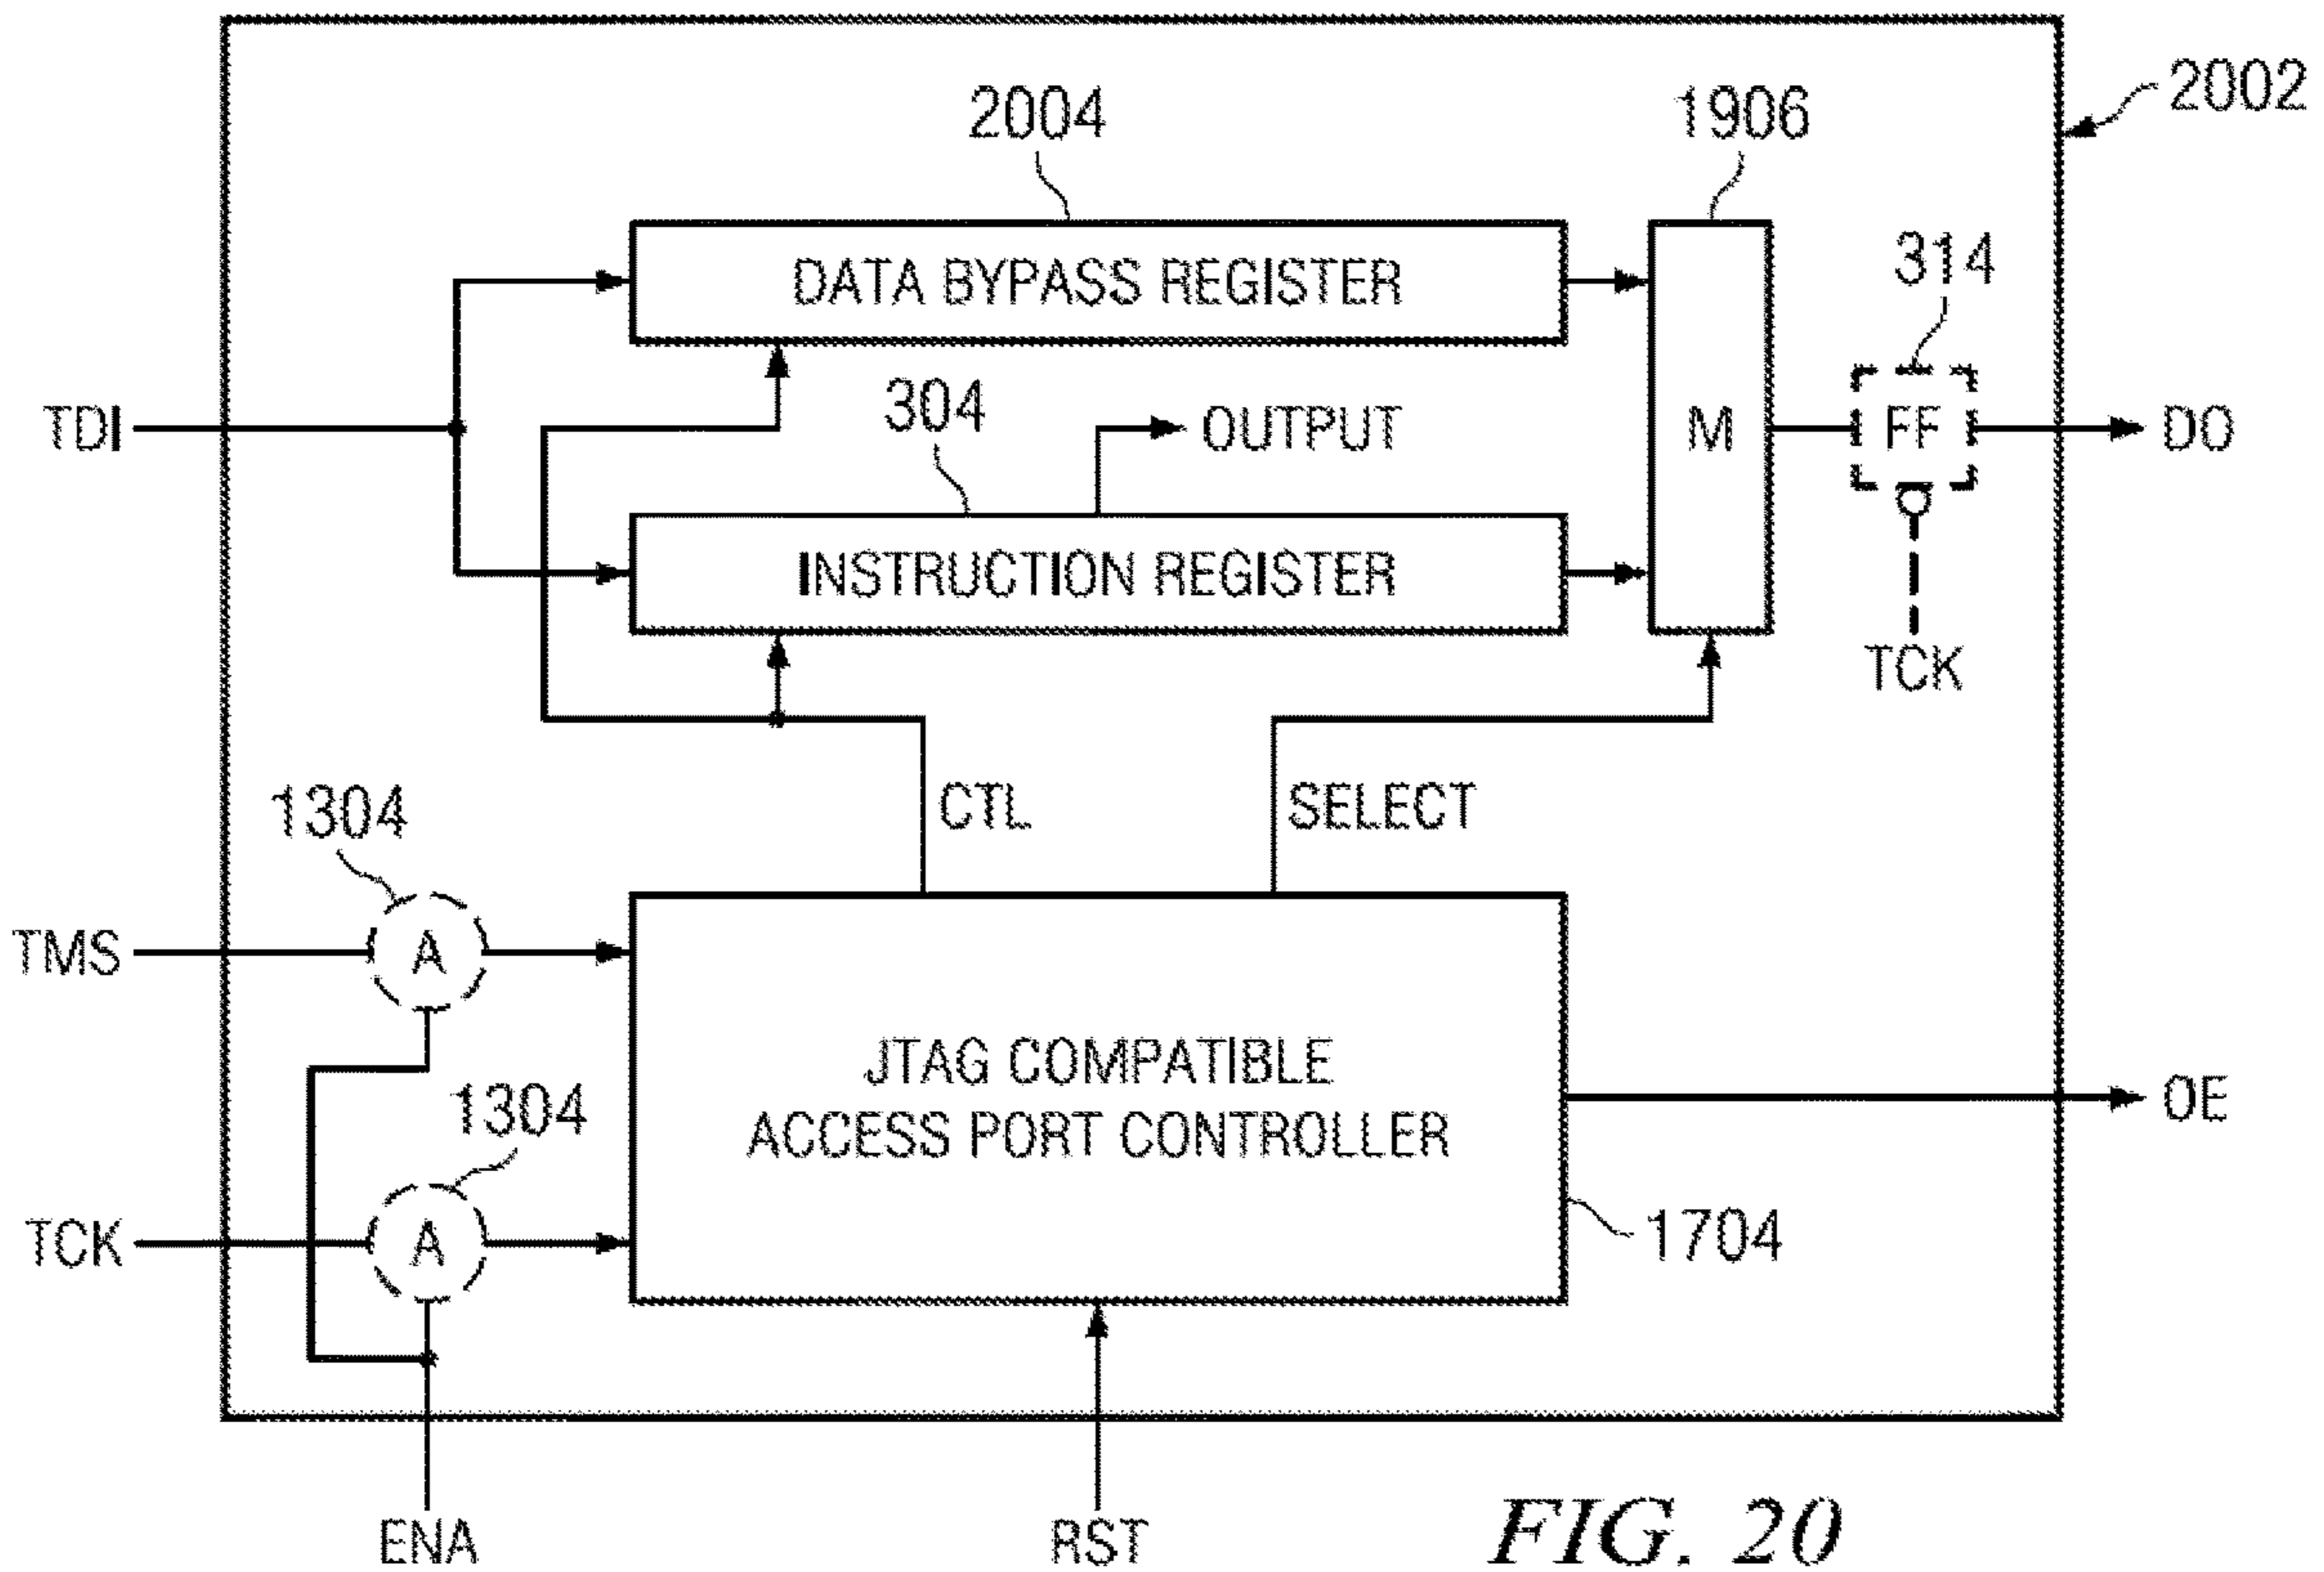 2002
2004
1906
DATA BYPASS REGISTER
314
TDI
304
OUTPUT
M
FF
DO
INSTRUCTION REGISTER
TCK
1304
CTL
SELECT
TMS
A
JTAG COMPATIBLE
ACCESS PORT CONTROLLER
1304
OE
TCK
A
1704
ENA
RST
FIG. 20